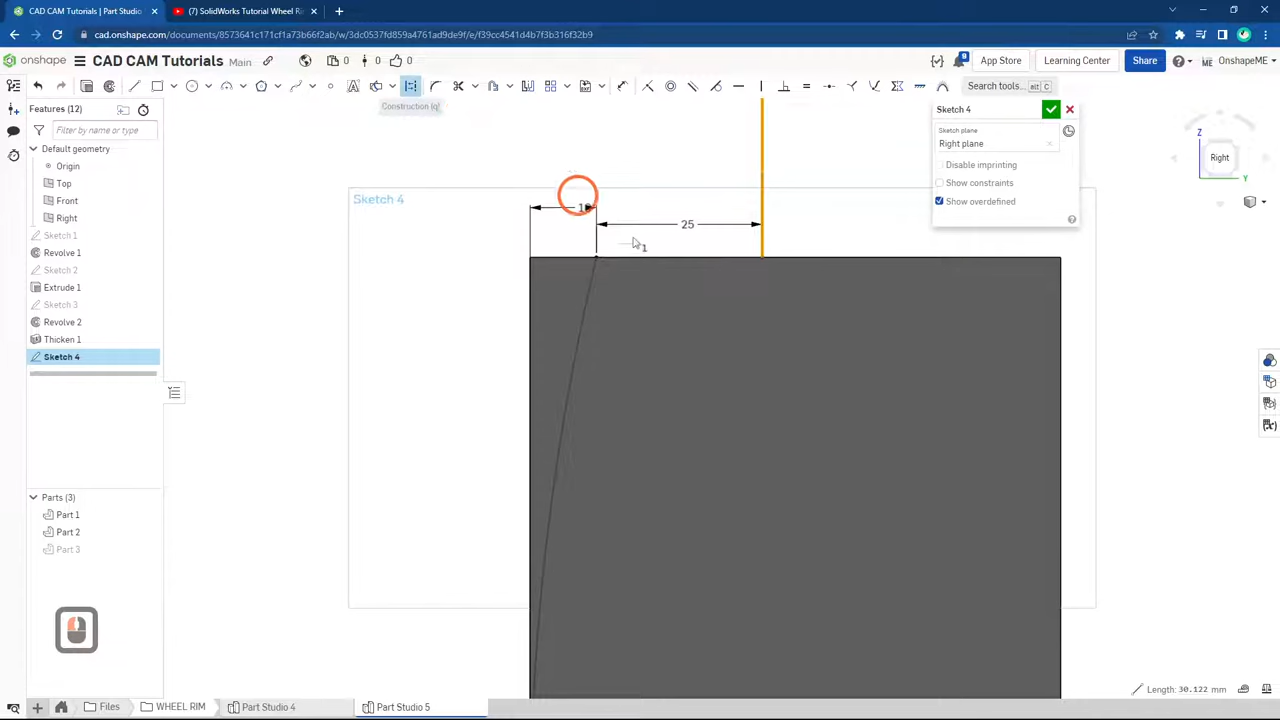 CAD CAM Tutorials | Part Studi
(7) SolidWorks Tutorial Wheel R
cad.onshape.com/documents/8573641c171cf1a73b66f2ab/w/3dc0537fd859a4761ad9de9f/e/f39cc4541d4b7f3b316f32b9
onshape
CAD CAM Tutorials Main
0
0
0
App Store
Learning Center
Share
ME OnshapeME
Search tools...
alt C
Features (12)
Construction (q)
Filter by name or type
Default geometry
Origin
Top
Front
Right
Sketch 1
Revolve 1
Sketch 2
Extrude 1
Sketch 3
Revolve 2
Thicken 1
Sketch 4
Parts (3)
Part 1
Part 2
Part 3
Sketch 4
25
1
Sketch 4
Sketch plane
Right plane
Disable imprinting
Show constraints
Show overdefined
Z
Right
Y
Length: 30.122 mm
Files
WHEEL RIM
Part Studio 4
Part Studio 5